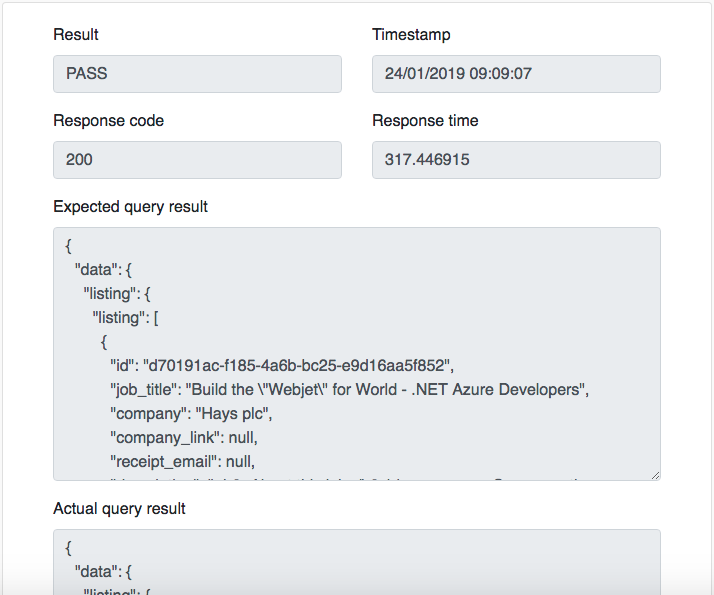 Result Timestamp
PASS 24/01/2019 09:09:07
Response code Response time
200 317.446915
Expected query result
{
"data": {
"listing": {
"listing": [
{
"id": "d70191ac-f185-4a6b-bc25-e9d16aa5f852",
"job_title": "Build the \"Webjet\" for World - .NET Azure Developers",
"company": "Hays plc",
"company_link": null,
"receipt_email": null,
Actual query result
{
"data": {
"listing": {